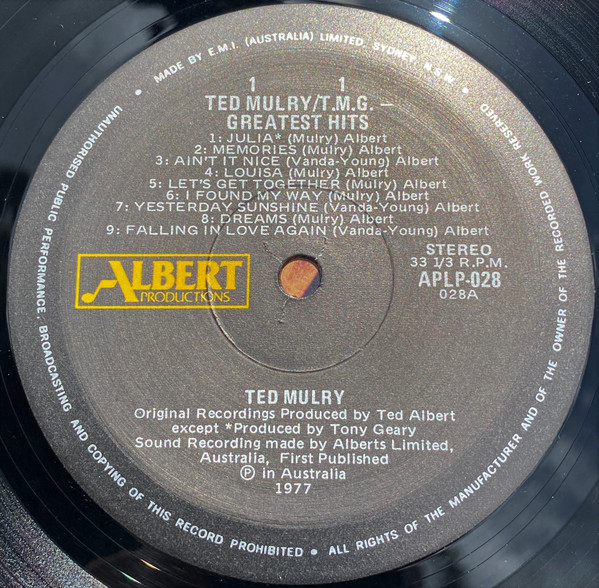 • MADE BY E.M.I. (AUSTRALIA) LIMITED, SYDNEY, N.S.W. •
1 1
TED MULRY/T.M.G. —
GREATEST HITS
1: JULIA* (Mulry) Albert
2: MEMORIES (Mulry) Albert
3: AIN'T IT NICE (Vanda-Young) Albert
4: LOUISA (Mulry) Albert
5: LET'S GET TOGETHER (Mulry) Albert
6: I FOUND MY WAY (Mulry) Albert
7: YESTERDAY SUNSHINE (Vanda-Young) Albert
8: DREAMS (Mulry) Albert
9: FALLING IN LOVE AGAIN (Vanda-Young) Albert
STEREO
33 1/3 R.P.M.
APLP-028
028A
ALBERT
PRODUCTIONS
TED MULRY
Original Recordings Produced by Ted Albert
except *Produced by Tony Geary
Sound Recording made by Alberts Limited,
Australia, First Published
Ⓟ in Australia
1977
UNAUTHORISED PUBLIC PERFORMANCE, BROADCASTING AND COPYING OF THIS RECORD PROHIBITED • ALL RIGHTS OF THE MANUFACTURER AND OF THE OWNER OF THE RECORDED WORK RESERVED